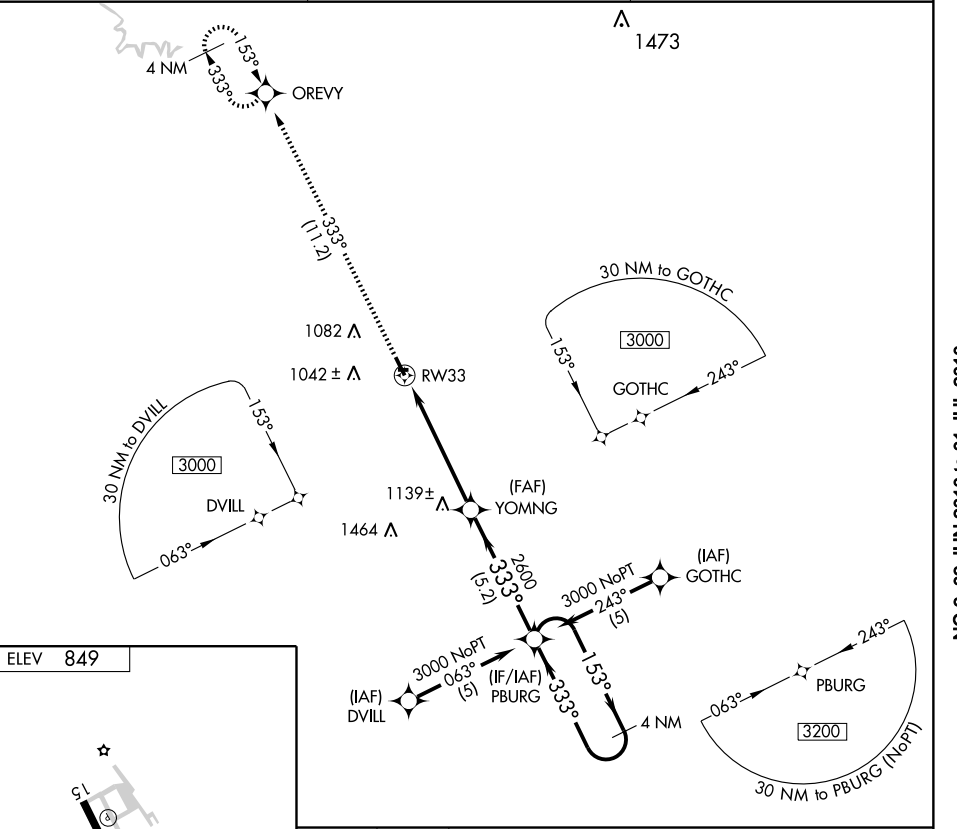 1473
4 NM
153°
333°
OREVY
333°
(11.2)
30 NM to GOTHC
1082
3000
153°
243°
1042 ±
RW33
GOTHC
30 NM to DVILL
153°
3000
DVILL
063°
1139±
(FAF)
YOMNG
1464
2600
333°
(5.2)
(IAF)
GOTHC
3000 NoPT
243°
(5)
3000 NoPT
063°
(5)
(IAF)
DVILL
(IF/IAF)
PBURG
333°
153°
4 NM
243°
063°
PBURG
3200
30 NM to PBURG (NoPT)
ELEV 849
15
P